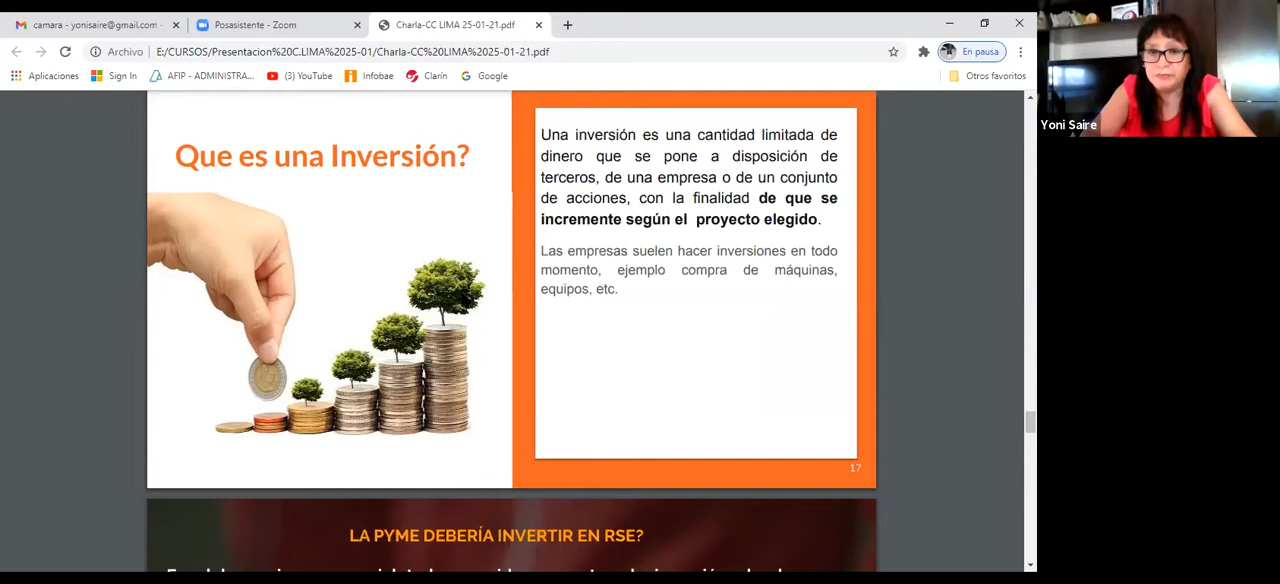 camara - yonisaire@gmail.com -
Posasistente - Zoom
Charla-CC LIMA 25-01-21.pdf
Archivo
E:/CURSOS/Presentacion%20C.LIMA%2025-01/Charla-CC%20LIMA%2025-01-21.pdf
En pausa
Aplicaciones
Sign In
AFIP - ADMINISTRA...
(3) YouTube
Infobae
Clarín
Google
Otros favoritos
Yoni Saire
Que es una Inversión?
Una inversión es una cantidad limitada de
dinero que se pone a disposición de
terceros, de una empresa o de un conjunto
de acciones, con la finalidad de que se
incremente según el proyecto elegido.
Las empresas suelen hacer inversiones en todo
momento, ejemplo compra de máquinas,
equipos, etc.
17
LA PYME DEBERÍA INVERTIR EN RSE?